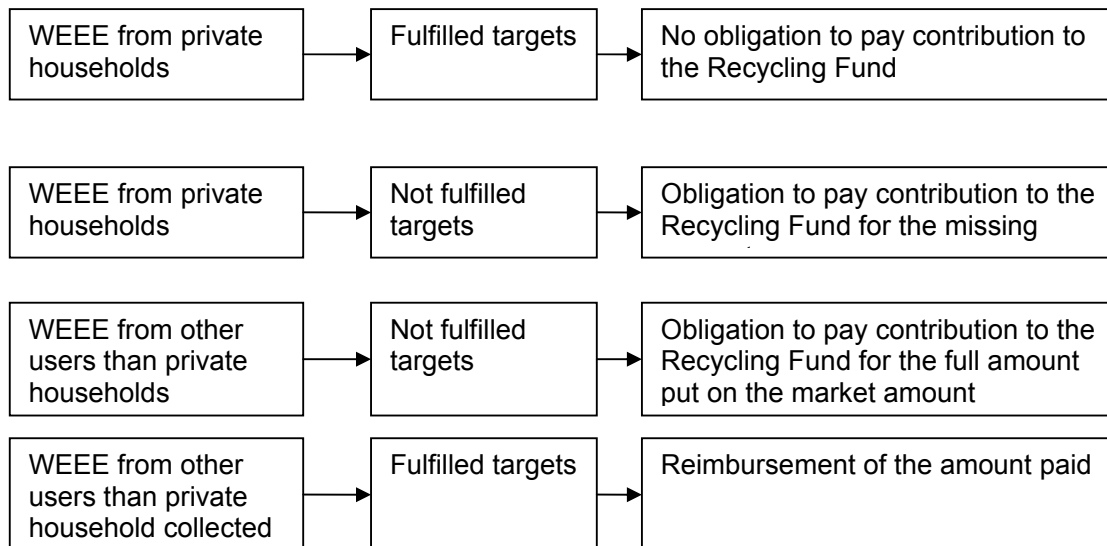 WEEE from private
households
Fulfilled targets
No obligation to pay contribution to
the Recycling Fund
WEEE from private
households
Not fulfilled
targets
Obligation to pay contribution to the
Recycling Fund for the missing
WEEE from other
users than private
households
Not fulfilled
targets
Obligation to pay contribution to the
Recycling Fund for the full amount
put on the market amount
WEEE from other
users than private
household collected
Fulfilled targets
Reimbursement of the amount paid